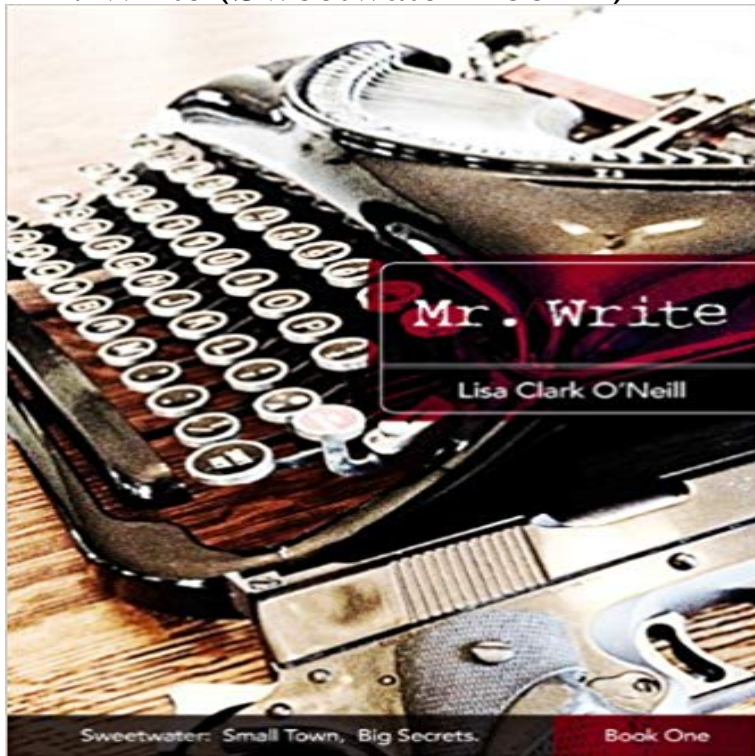 Mr. Write
Lisa Clark O'Neill
Sweetwater: Small Town, Big Secrets.
Book One